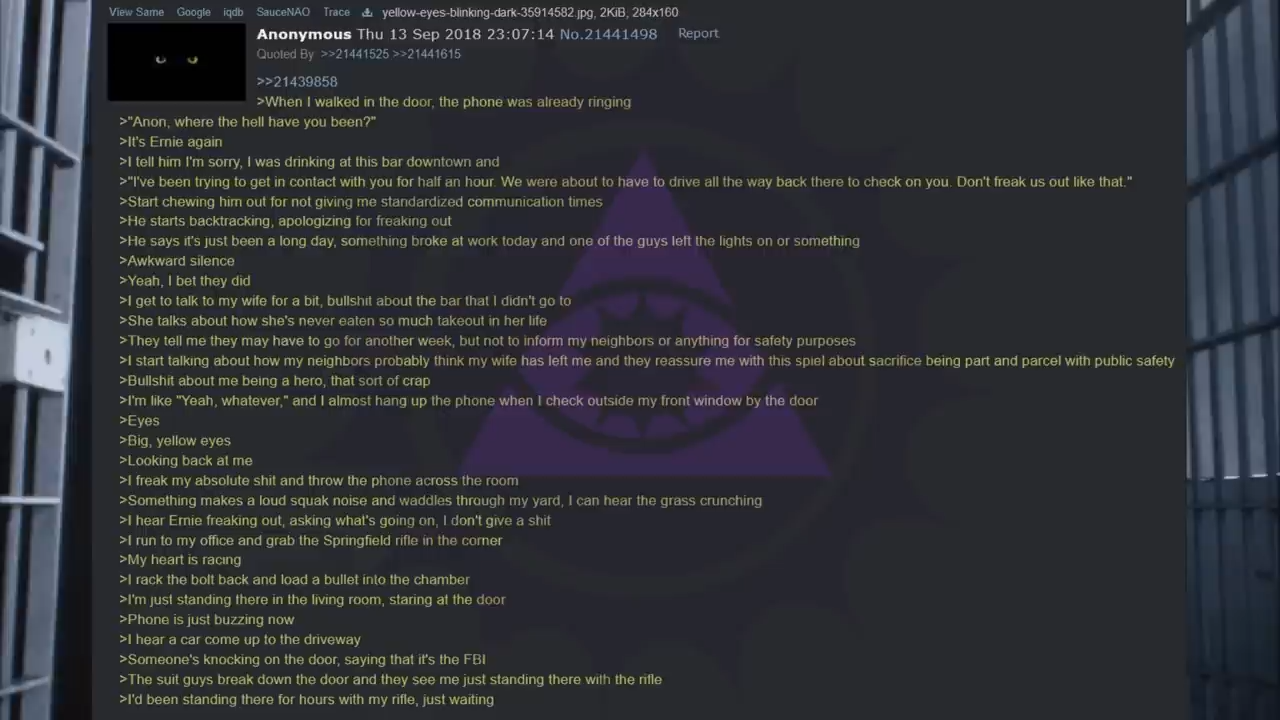 View Same Google iqdb SauceNAO Trace yellow-eyes-blinking-dark-35914582.jpg, 2KiB, 284x160
Anonymous Thu 13 Sep 2018 23:07:14 No.21441498 Report
Quoted By: >>21441525 >>21441615
>>21439858
>When I walked in the door, the phone was already ringing
>"Anon, where the hell have you been?"
>It's Ernie again
>I tell him I'm sorry, I was drinking at this bar downtown and
>"I've been trying to get in contact with you for half an hour. We were about to have to drive all the way back there to check on you. Don't freak us out like that."
>Start chewing him out for not giving me standardized communication times
>He starts backtracking, apologizing for freaking out
>He says it's just been a long day, something broke at work today and one of the guys left the lights on or something
>Awkward silence
>Yeah, I bet they did
>I get to talk to my wife for a bit, bullshit about the bar that I didn't go to
>She talks about how she's never eaten so much takeout in her life
>They tell me they may have to go for another week, but not to inform my neighbors or anything for safety purposes
>I start talking about how my neighbors probably think my wife has left me and they reassure me with this spiel about sacrifice being part and parcel with public safety
>Bullshit about me being a hero, that sort of crap
>I'm like "Yeah, whatever," and I almost hang up the phone when I check outside my front window by the door
>Eyes
>Big, yellow eyes
>Looking back at me
>I freak my absolute shit and throw the phone across the room
>Something makes a loud squak noise and waddles through my yard, I can hear the grass crunching
>I hear Ernie freaking out, asking what's going on, I don't give a shit
>I run to my office and grab the Springfield rifle in the corner
>My heart is racing
>I rack the bolt back and load a bullet into the chamber
>I'm just standing there in the living room, staring at the door
>Phone is just buzzing now
>I hear a car come up to the driveway
>Someone's knocking on the door, saying that it's the FBI
>The suit guys break down the door and they see me just standing there with the rifle
>I'd been standing there for hours with my rifle, just waiting